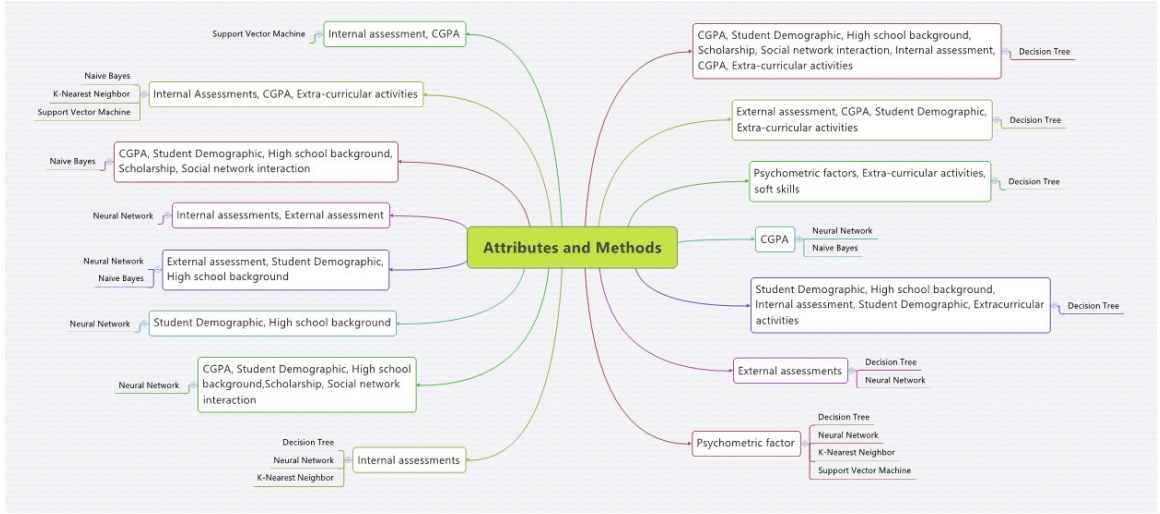 Support Vector Machine
Internal assessment, CGPA
Naive Bayes
K-Nearest Neighbor
Support Vector Machine
Internal Assessments, CGPA, Extra-curricular activities
Naive Bayes
CGPA, Student Demographic, High school background,
Scholarship, Social network interaction
Neural Network
Internal assessments, External assessment
Neural Network
Naive Bayes
External assessment, Student Demographic,
High school background
Neural Network
Student Demographic, High school background
Neural Network
CGPA, Student Demographic, High school
background,Scholarship, Social network
interaction
Decision Tree
Neural Network
K-Nearest Neighbor
Internal assessments
Attributes and Methods
CGPA, Student Demographic, High school background,
Scholarship, Social network interaction, Internal assessment,
CGPA, Extra-curricular activities
Decision Tree
External assessment, CGPA, Student Demographic,
Extra-curricular activities
Decision Tree
Psychometric factors, Extra-curricular activities,
soft skills
Decision Tree
CGPA
Neural Network
Naive Bayes
Student Demographic, High school background,
Internal assessment, Student Demographic, Extracurricular
activities
Decision Tree
External assessments
Decision Tree
Neural Network
Psychometric factor
Decision Tree
Neural Network
K-Nearest Neighbor
Support Vector Machine